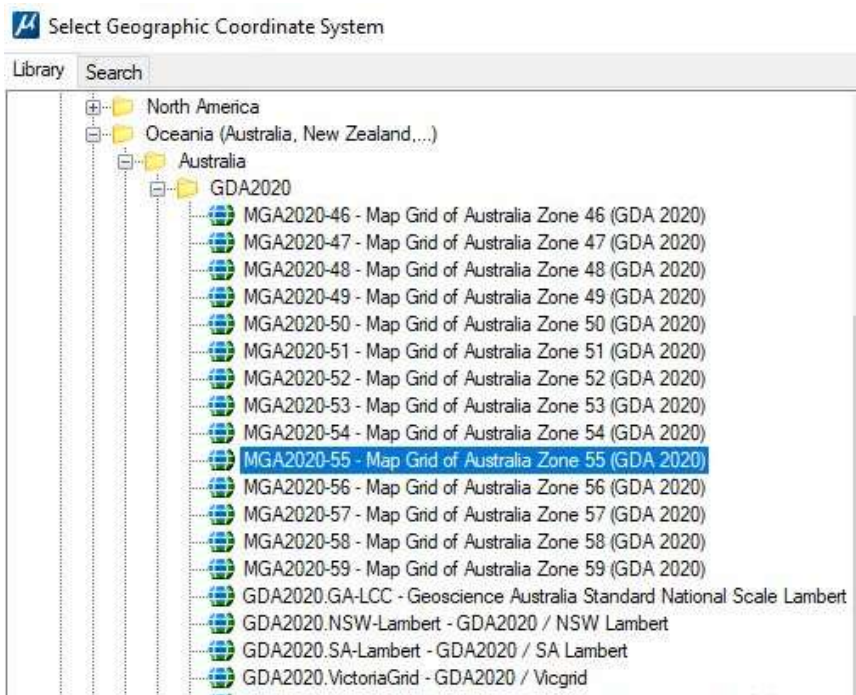 Select Geographic Coordinate System
Library Search
North America
Oceania (Australia, New Zealand,...)
Australia
GDA2020
MGA2020-46 - Map Grid of Australia Zone 46 (GDA 2020)
MGA2020-47 - Map Grid of Australia Zone 47 (GDA 2020)
MGA2020-48 - Map Grid of Australia Zone 48 (GDA 2020)
MGA2020-49 - Map Grid of Australia Zone 49 (GDA 2020)
MGA2020-50 - Map Grid of Australia Zone 50 (GDA 2020)
MGA2020-51 - Map Grid of Australia Zone 51 (GDA 2020)
MGA2020-52 - Map Grid of Australia Zone 52 (GDA 2020)
MGA2020-53 - Map Grid of Australia Zone 53 (GDA 2020)
MGA2020-54 - Map Grid of Australia Zone 54 (GDA 2020)
MGA2020-55 - Map Grid of Australia Zone 55 (GDA 2020)
MGA2020-56 - Map Grid of Australia Zone 56 (GDA 2020)
MGA2020-57 - Map Grid of Australia Zone 57 (GDA 2020)
MGA2020-58 - Map Grid of Australia Zone 58 (GDA 2020)
MGA2020-59 - Map Grid of Australia Zone 59 (GDA 2020)
GDA2020.GA-LCC - Geoscience Australia Standard National Scale Lambert
GDA2020.NSW-Lambert - GDA2020 / NSW Lambert
GDA2020.SA-Lambert - GDA2020 / SA Lambert
GDA2020.VictoriaGrid - GDA2020 / Vicgrid